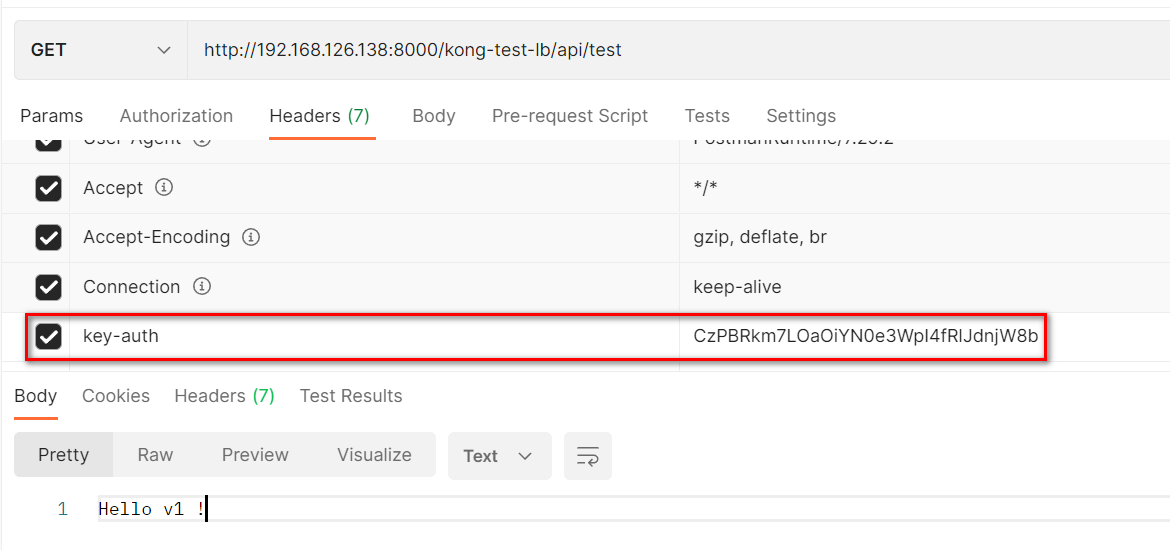 GET http://192.168.126.138:8000/kong-test-lb/api/test
Params Authorization Headers (7) Body Pre-request Script Tests Settings
User-Agent PostmanRuntime/7.29.2
Accept */*
Accept-Encoding gzip, deflate, br
Connection keep-alive
key-auth CzPBRkm7LOaOiYN0e3WpI4fRIJdnjW8b
Body Cookies Headers (7) Test Results
Pretty Raw Preview Visualize Text
1 Hello v1 !